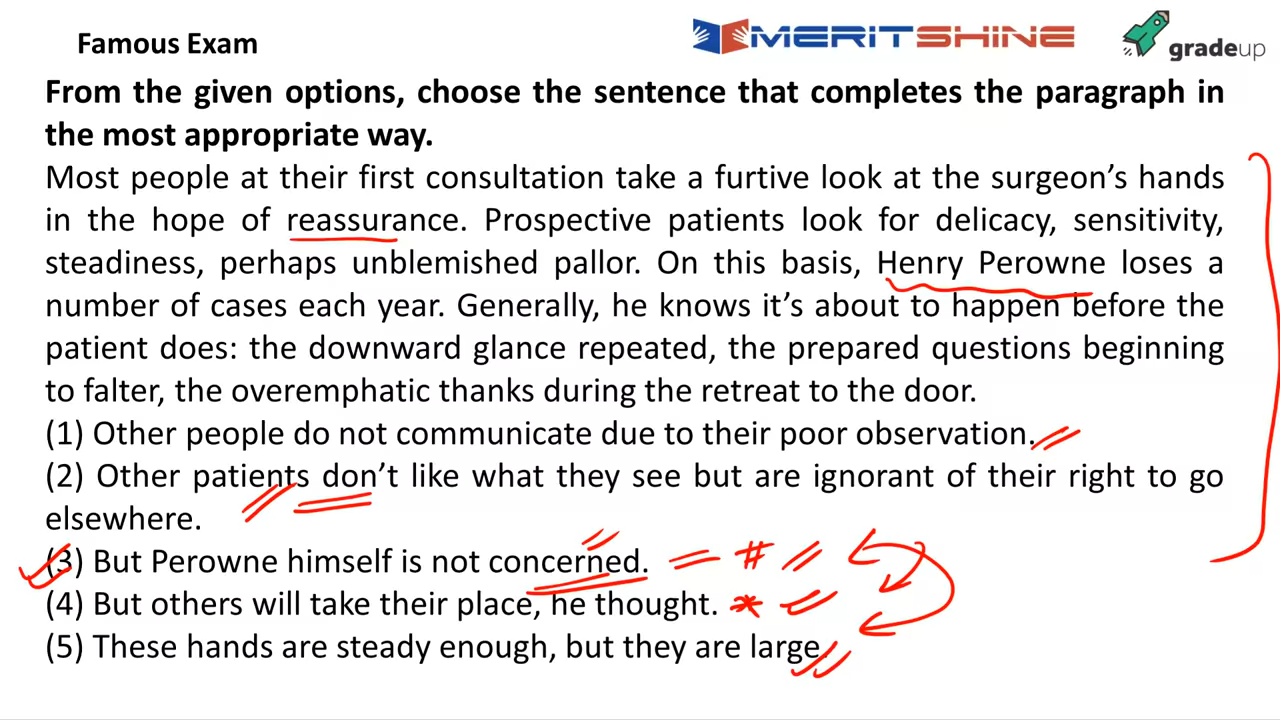 Famous Exam
MERITSHINE
gradeup
From the given options, choose the sentence that completes the paragraph in
the most appropriate way.
Most people at their first consultation take a furtive look at the surgeon’s hands
in the hope of reassurance. Prospective patients look for delicacy, sensitivity,
steadiness, perhaps unblemished pallor. On this basis, Henry Perowne loses a
number of cases each year. Generally, he knows it’s about to happen before the
patient does: the downward glance repeated, the prepared questions beginning
to falter, the overemphatic thanks during the retreat to the door.
(1) Other people do not communicate due to their poor observation.
(2) Other patients don’t like what they see but are ignorant of their right to go
elsewhere.
(3) But Perowne himself is not concerned.
(4) But others will take their place, he thought.
(5) These hands are steady enough, but they are large.